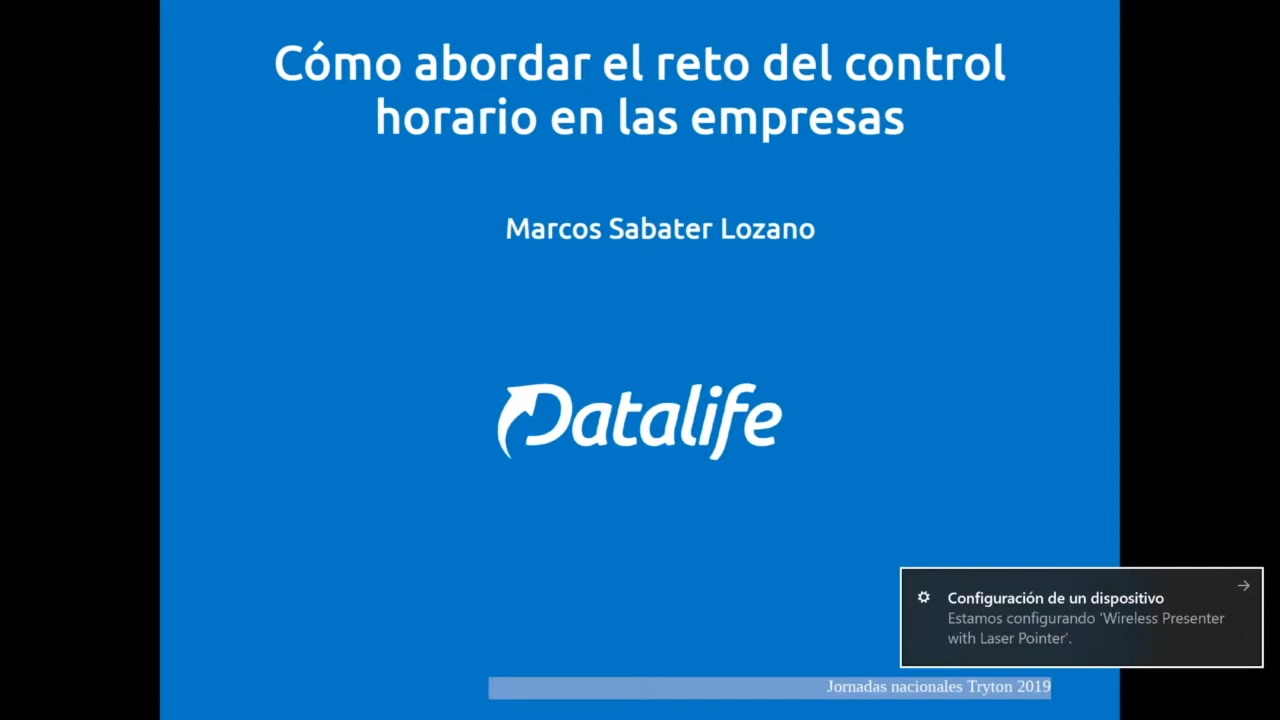 Cómo abordar el reto del control
horario en las empresas
Marcos Sabater Lozano
Datalife
Configuración de un dispositivo
Estamos configurando 'Wireless Presenter
with Laser Pointer'.
Jornadas nacionales Tryton 2019